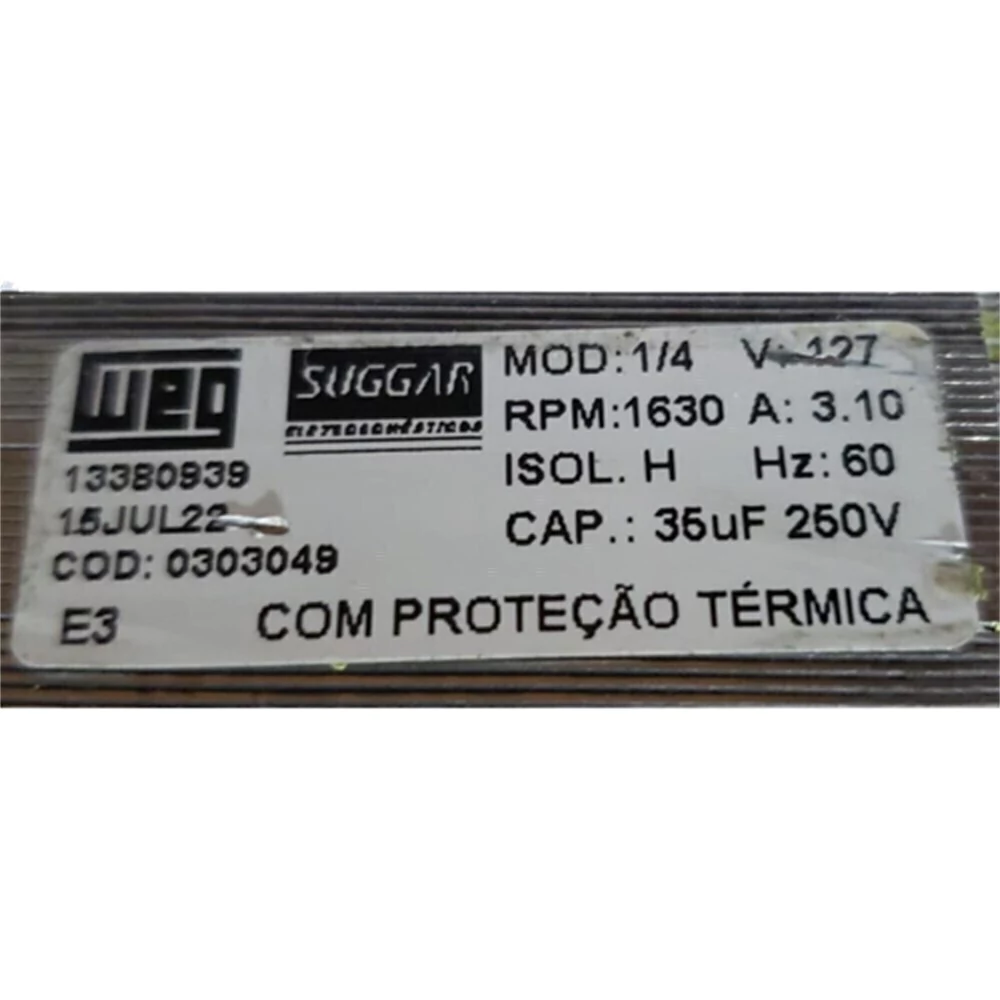 weg
SUGGAR
ELETRODOMÉSTICOS
13380939
15JUL22
COD: 0303049
E3
MOD: 1/4 V: 127
RPM:1630 A: 3.10
ISOL. H Hz: 60
CAP.: 35uF 250V
COM PROTEÇÃO TÉRMICA